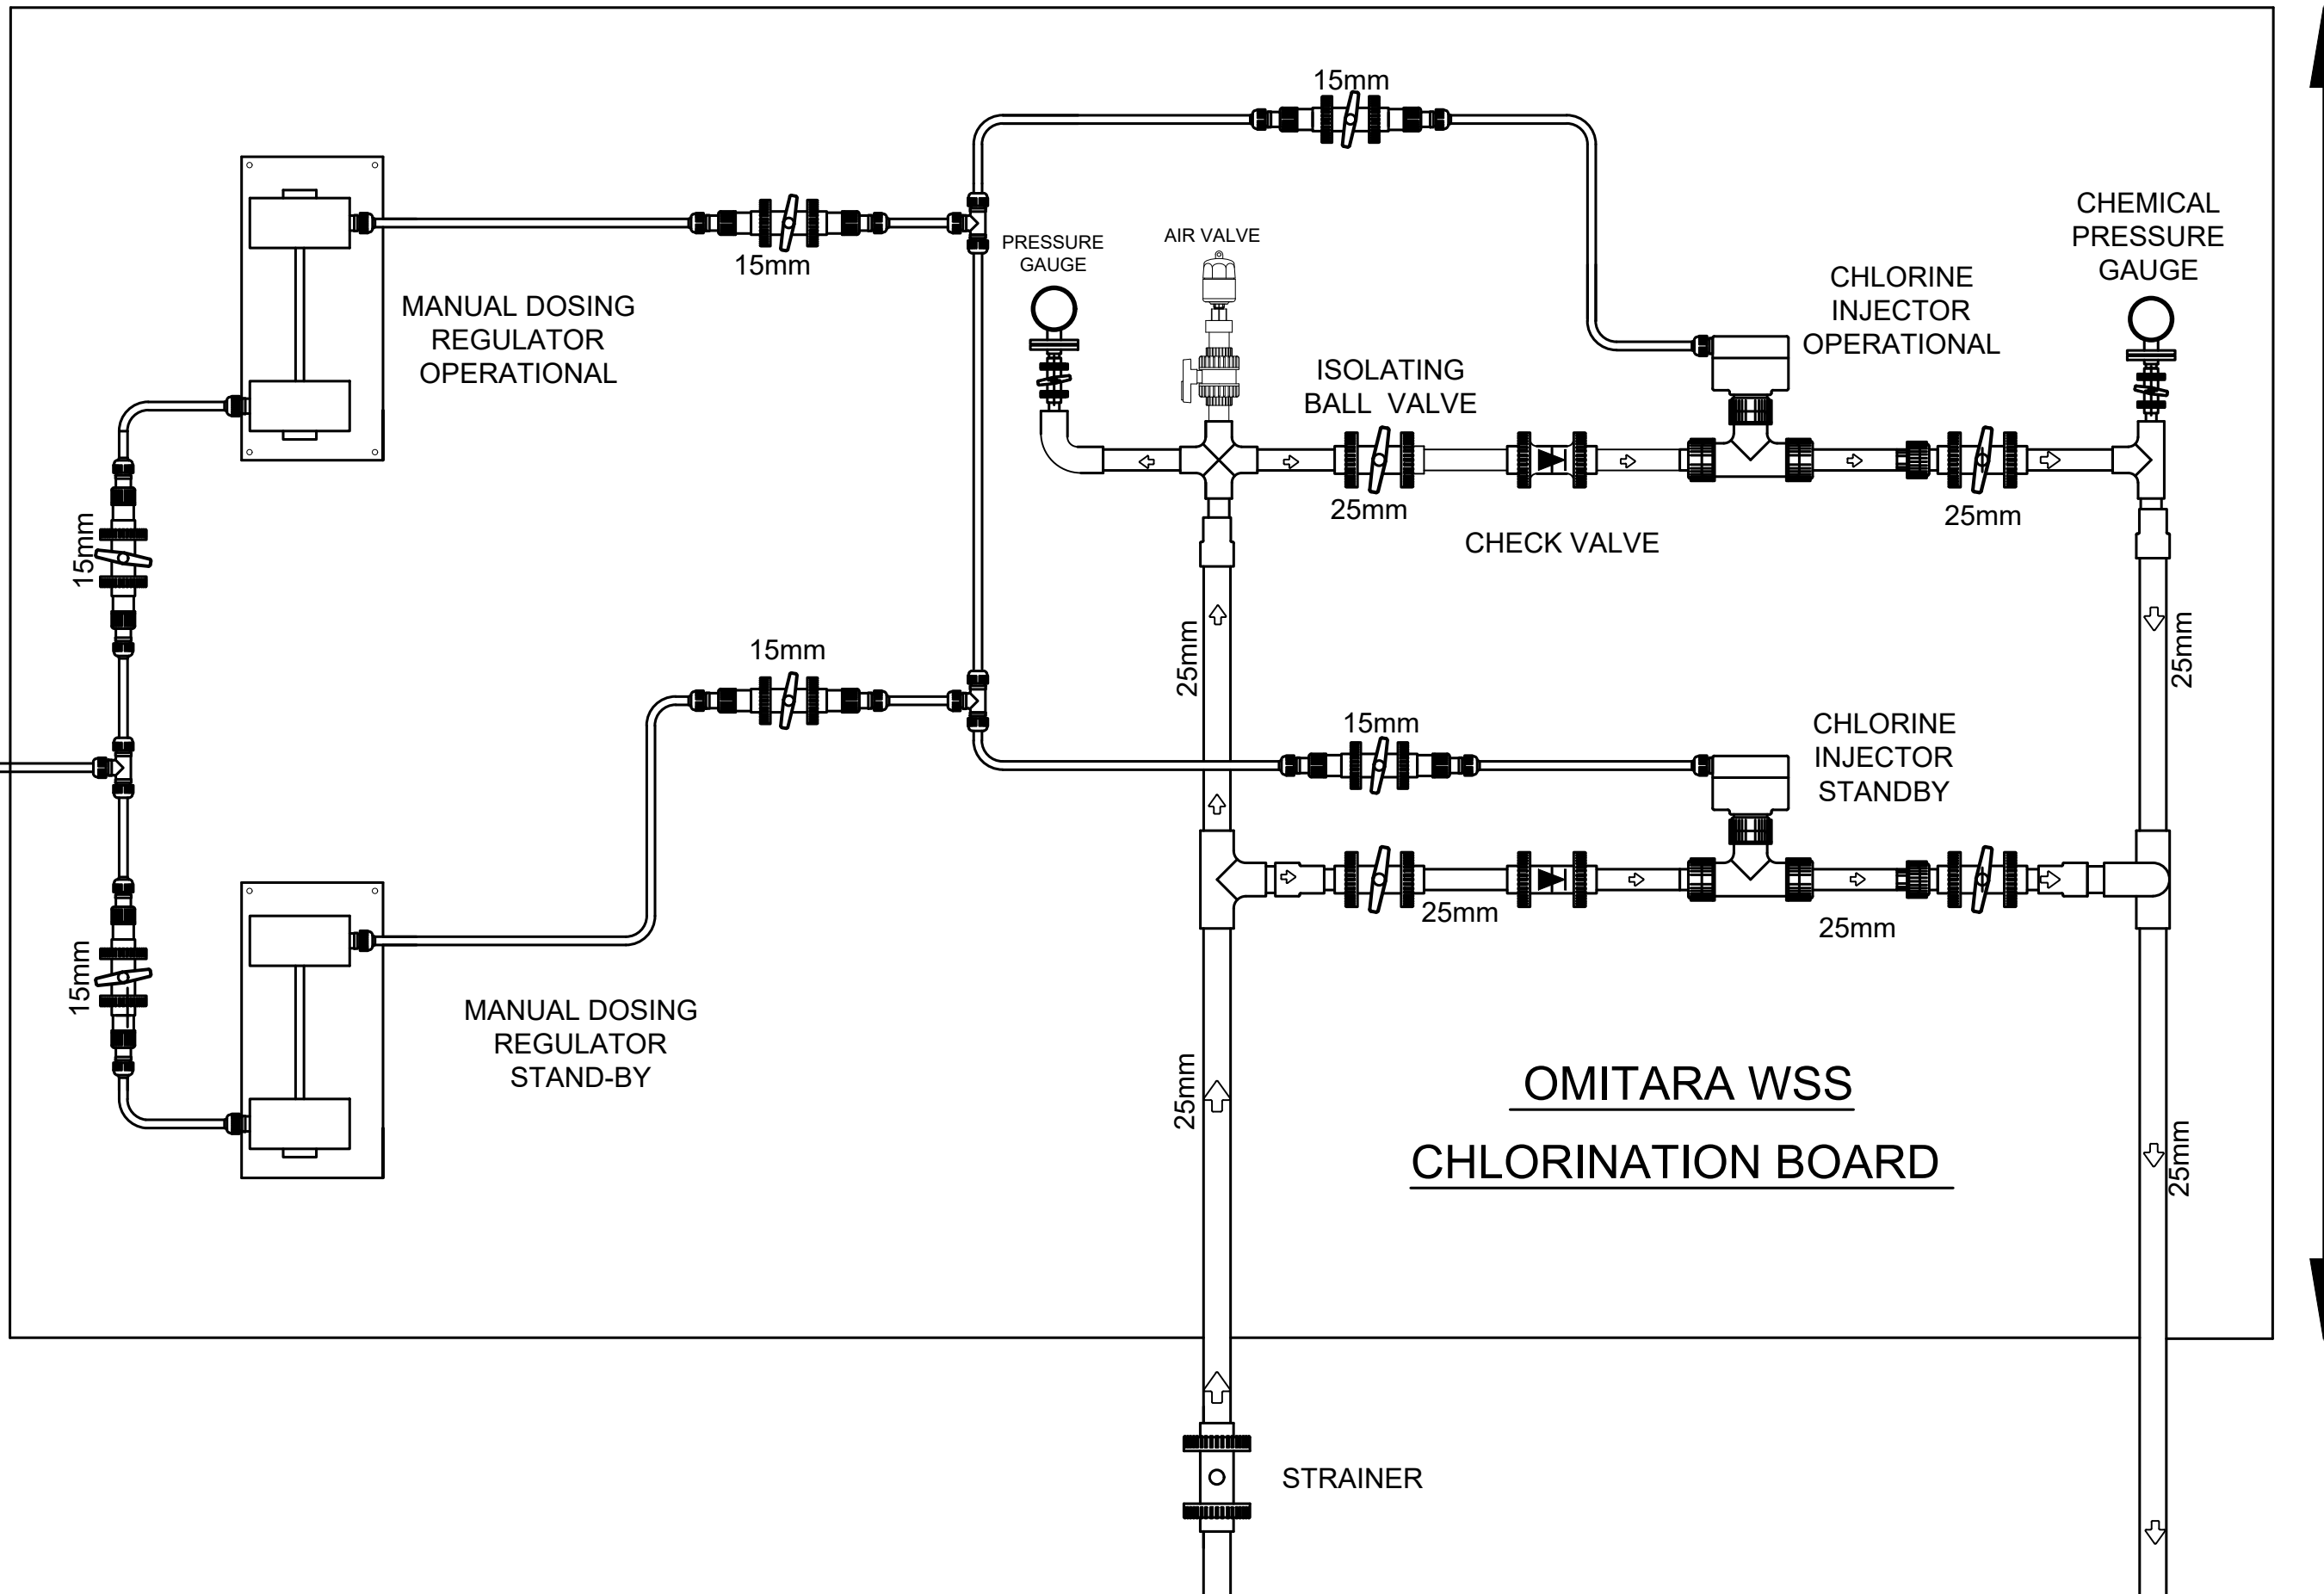 15mm
15mm
MANUAL DOSING
REGULATOR
OPERATIONAL
PRESSURE
GAUGE
AIR VALVE
CHEMICAL
PRESSURE
GAUGE
CHLORINE
INJECTOR
OPERATIONAL
ISOLATING
BALL VALVE
25mm
25mm
CHECK VALVE
15mm
15mm
25mm
25mm
15mm
CHLORINE
INJECTOR
STANDBY
25mm
25mm
15mm
MANUAL DOSING
REGULATOR
STAND-BY
25mm
OMITARA WSS
CHLORINATION BOARD
25mm
STRAINER